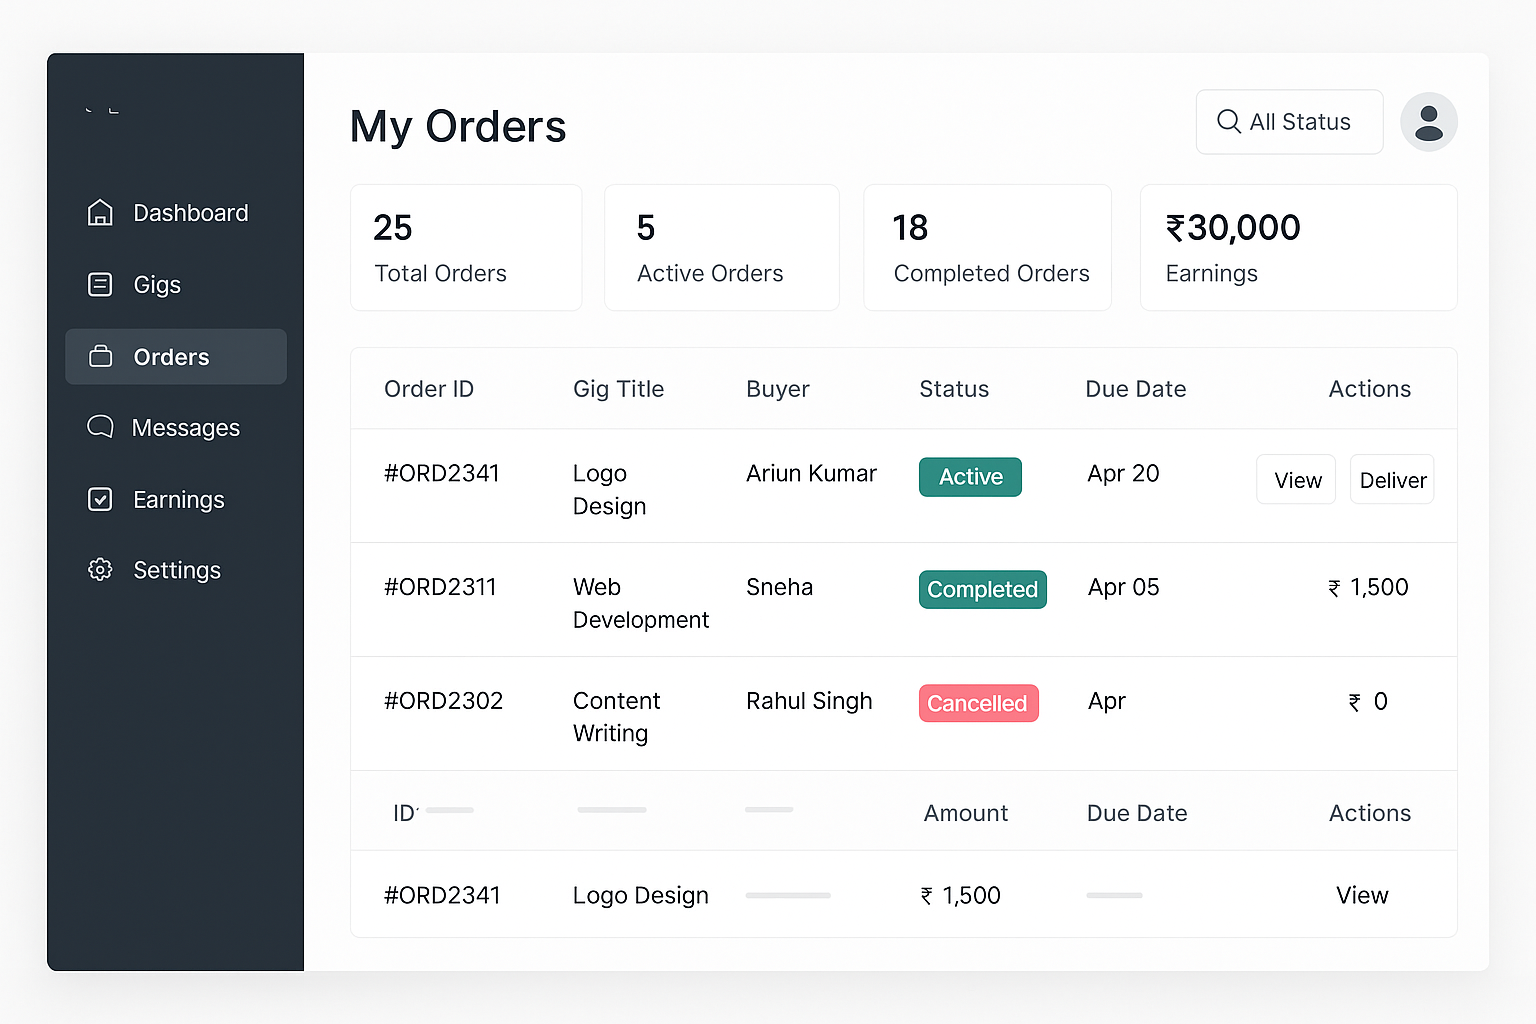 My Orders
All Status
Dashboard
Gigs
Orders
Messages
Earnings
Settings
25
Total Orders
5
Active Orders
18
Completed Orders
₹30,000
Earnings
Order ID Gig Title Buyer Status Due Date Actions
#ORD2341 Logo Design Ariun Kumar Active Apr 20 View Deliver
#ORD2311 Web Development Sneha Completed Apr 05 ₹ 1,500
#ORD2302 Content Writing Rahul Singh Cancelled Apr ₹ 0
ID Amount Due Date Actions
#ORD2341 Logo Design ₹ 1,500 View